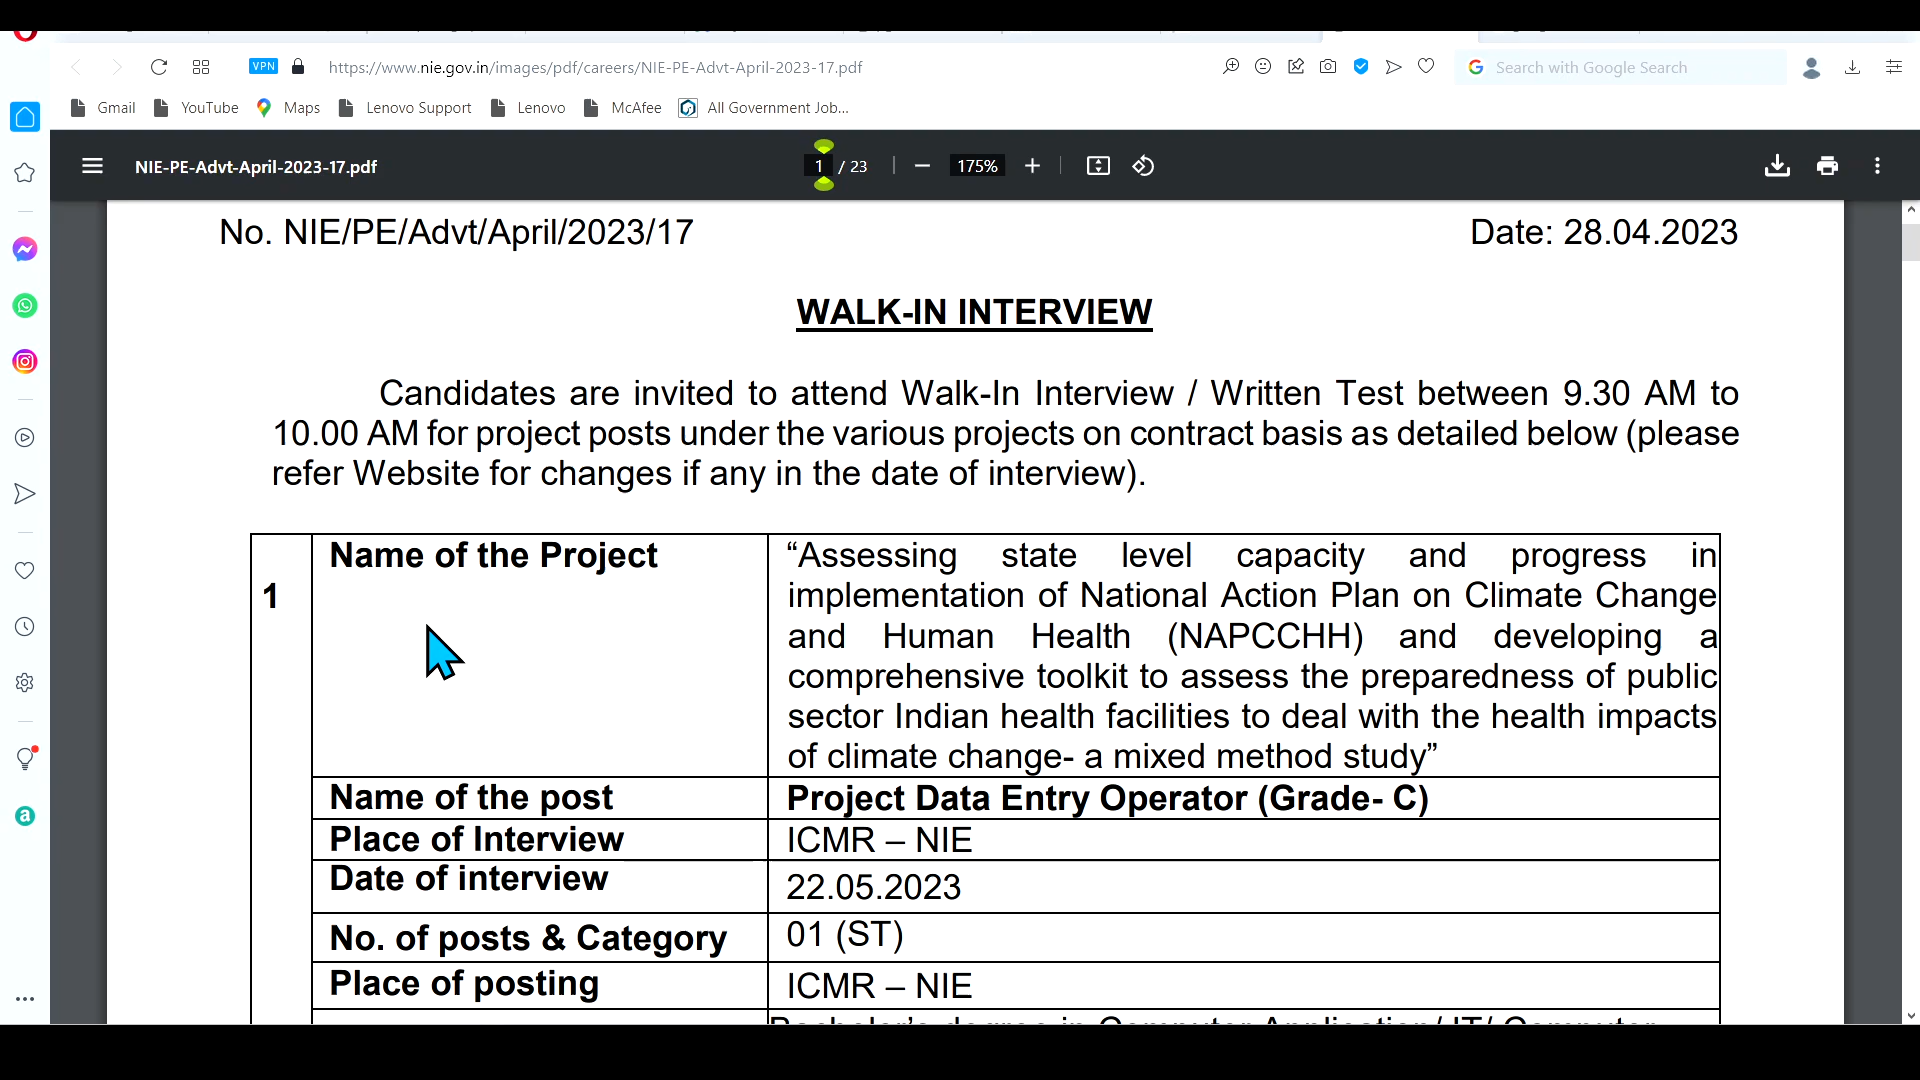 VPN
https://www.nie.gov.in/images/pdf/careers/NIE-PE-Advt-April-2023-17.pdf
Search with Google Search
Gmail
YouTube
Maps
Lenovo Support
Lenovo
McAfee
All Government Job...
NIE-PE-Advt-April-2023-17.pdf
1 / 23
175%
No. NIE/PE/Advt/April/2023/17
Date: 28.04.2023
WALK-IN INTERVIEW
Candidates are invited to attend Walk-In Interview / Written Test between 9.30 AM to
10.00 AM for project posts under the various projects on contract basis as detailed below (please
refer Website for changes if any in the date of interview).
1
Name of the Project
“Assessing state level capacity and progress in
implementation of National Action Plan on Climate Change
and Human Health (NAPCCHH) and developing a
comprehensive toolkit to assess the preparedness of public
sector Indian health facilities to deal with the health impacts
of climate change- a mixed method study”
Name of the post
Project Data Entry Operator (Grade- C)
Place of Interview
ICMR – NIE
Date of interview
22.05.2023
No. of posts & Category
01 (ST)
Place of posting
ICMR – NIE
Bachelor's degree in Computer Application/ IT/ Computer